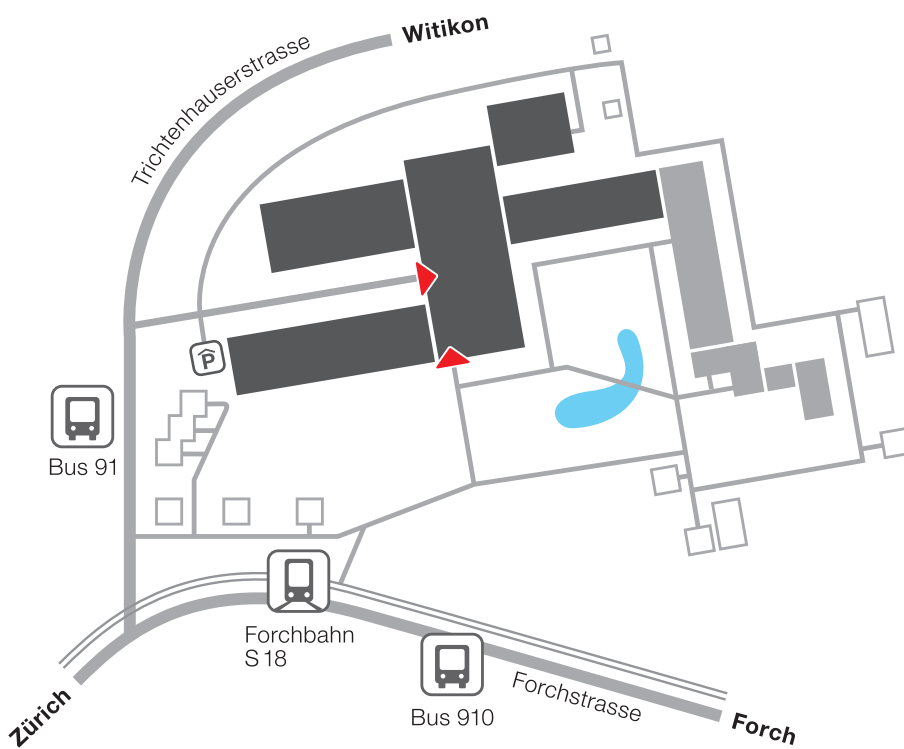 Witikon
Trichtenhauserstrasse
P
Bus 91
Forchbahn
S 18
Bus 910
Forchstrasse
Zürich
Forch